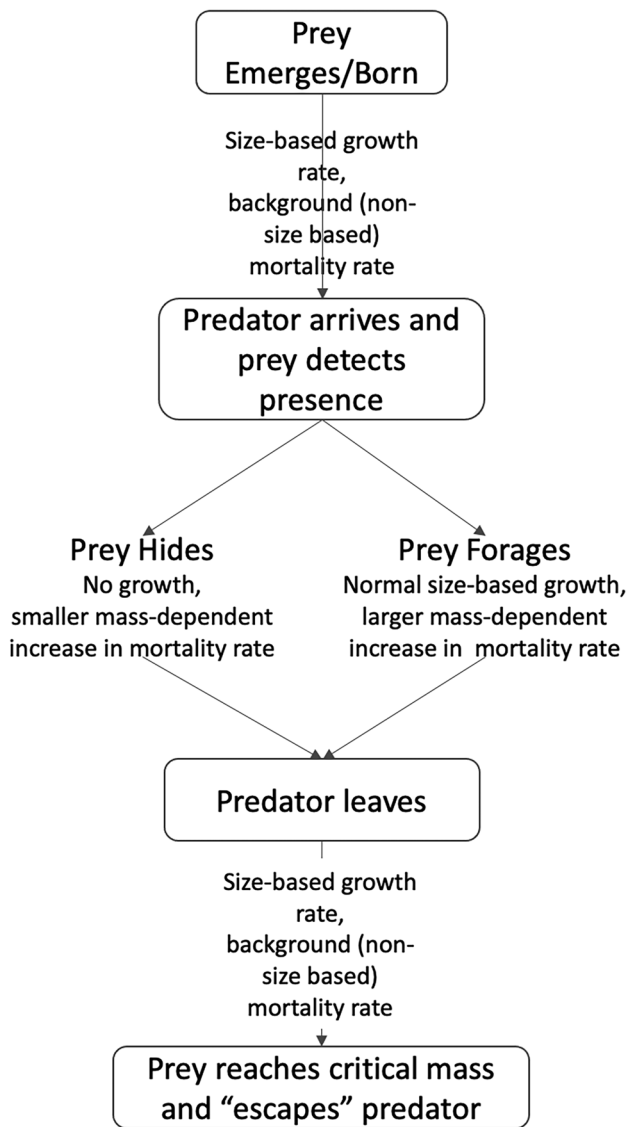 Prey
Emerges/Born
Size-based growth
rate,
background (non-
size based)
mortality rate
Predator arrives and
prey detects
presence
Prey Hides
No growth,
smaller mass-dependent
increase in mortality rate
Prey Forages
Normal size-based growth,
larger mass-dependent
increase in mortality rate
Predator leaves
Size-based growth
rate,
background (non-
size based)
mortality rate
Prey reaches critical mass
and “escapes” predator